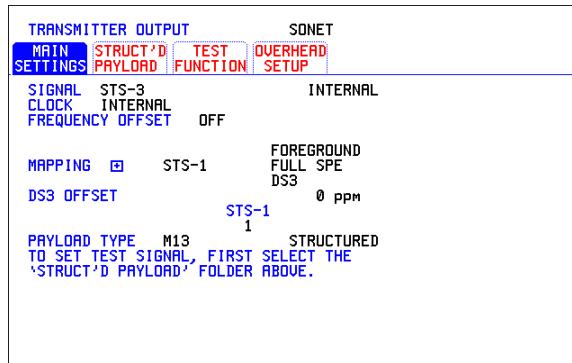 TRANSMITTER OUTPUT SONET
MAIN SETTINGS
STRUCT'D PAYLOAD
TEST FUNCTION
OVERHEAD SETUP
SIGNAL STS-3 INTERNAL
CLOCK INTERNAL
FREQUENCY OFFSET OFF
FOREGROUND
MAPPING + STS-1 FULL SPE
DS3
DS3 OFFSET 0 ppm
STS-1
1
PAYLOAD TYPE M13 STRUCTURED
TO SET TEST SIGNAL, FIRST SELECT THE
'STRUCT'D PAYLOAD' FOLDER ABOVE.